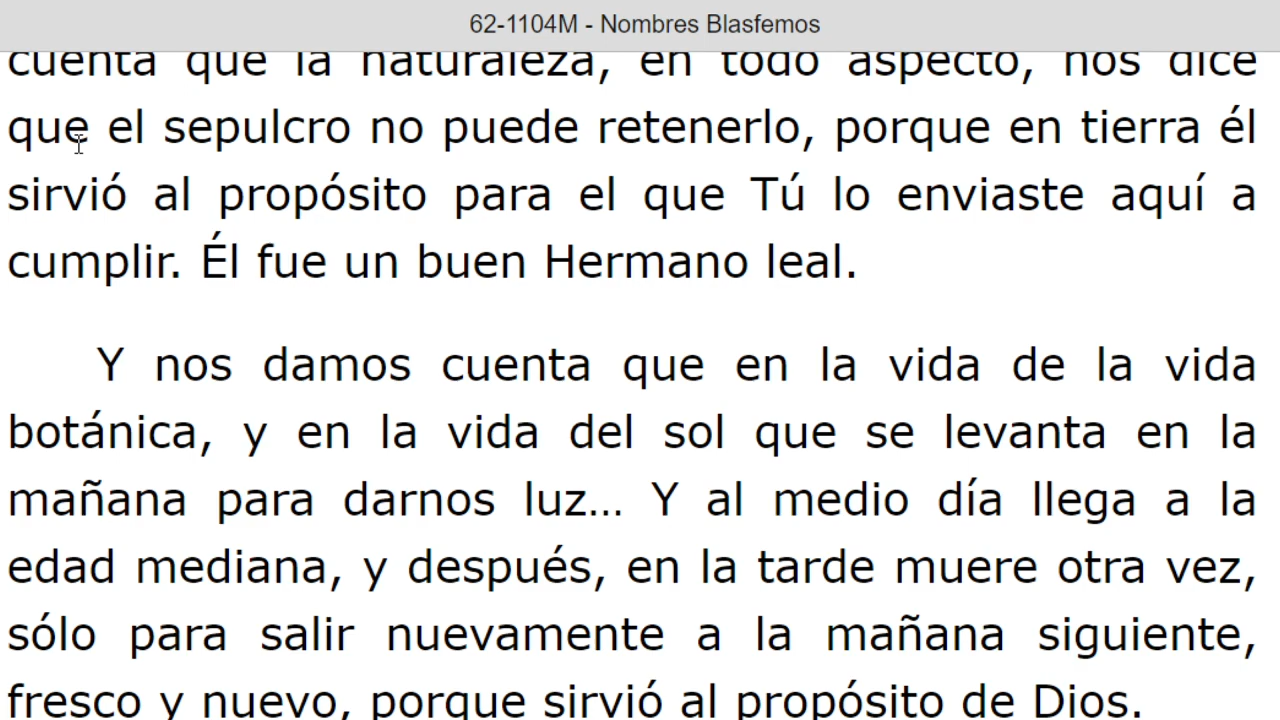 62-1104M - Nombres Blasfemos
cuenta que la naturaleza, en todo aspecto, nos dice
que el sepulcro no puede retenerlo, porque en tierra él
sirvió al propósito para el que Tú lo enviaste aquí a
cumplir. Él fue un buen Hermano leal.
Y nos damos cuenta que en la vida de la vida
botánica, y en la vida del sol que se levanta en la
mañana para darnos luz... Y al medio día llega a la
edad mediana, y después, en la tarde muere otra vez,
sólo para salir nuevamente a la mañana siguiente,
fresco y nuevo, porque sirvió al propósito de Dios.